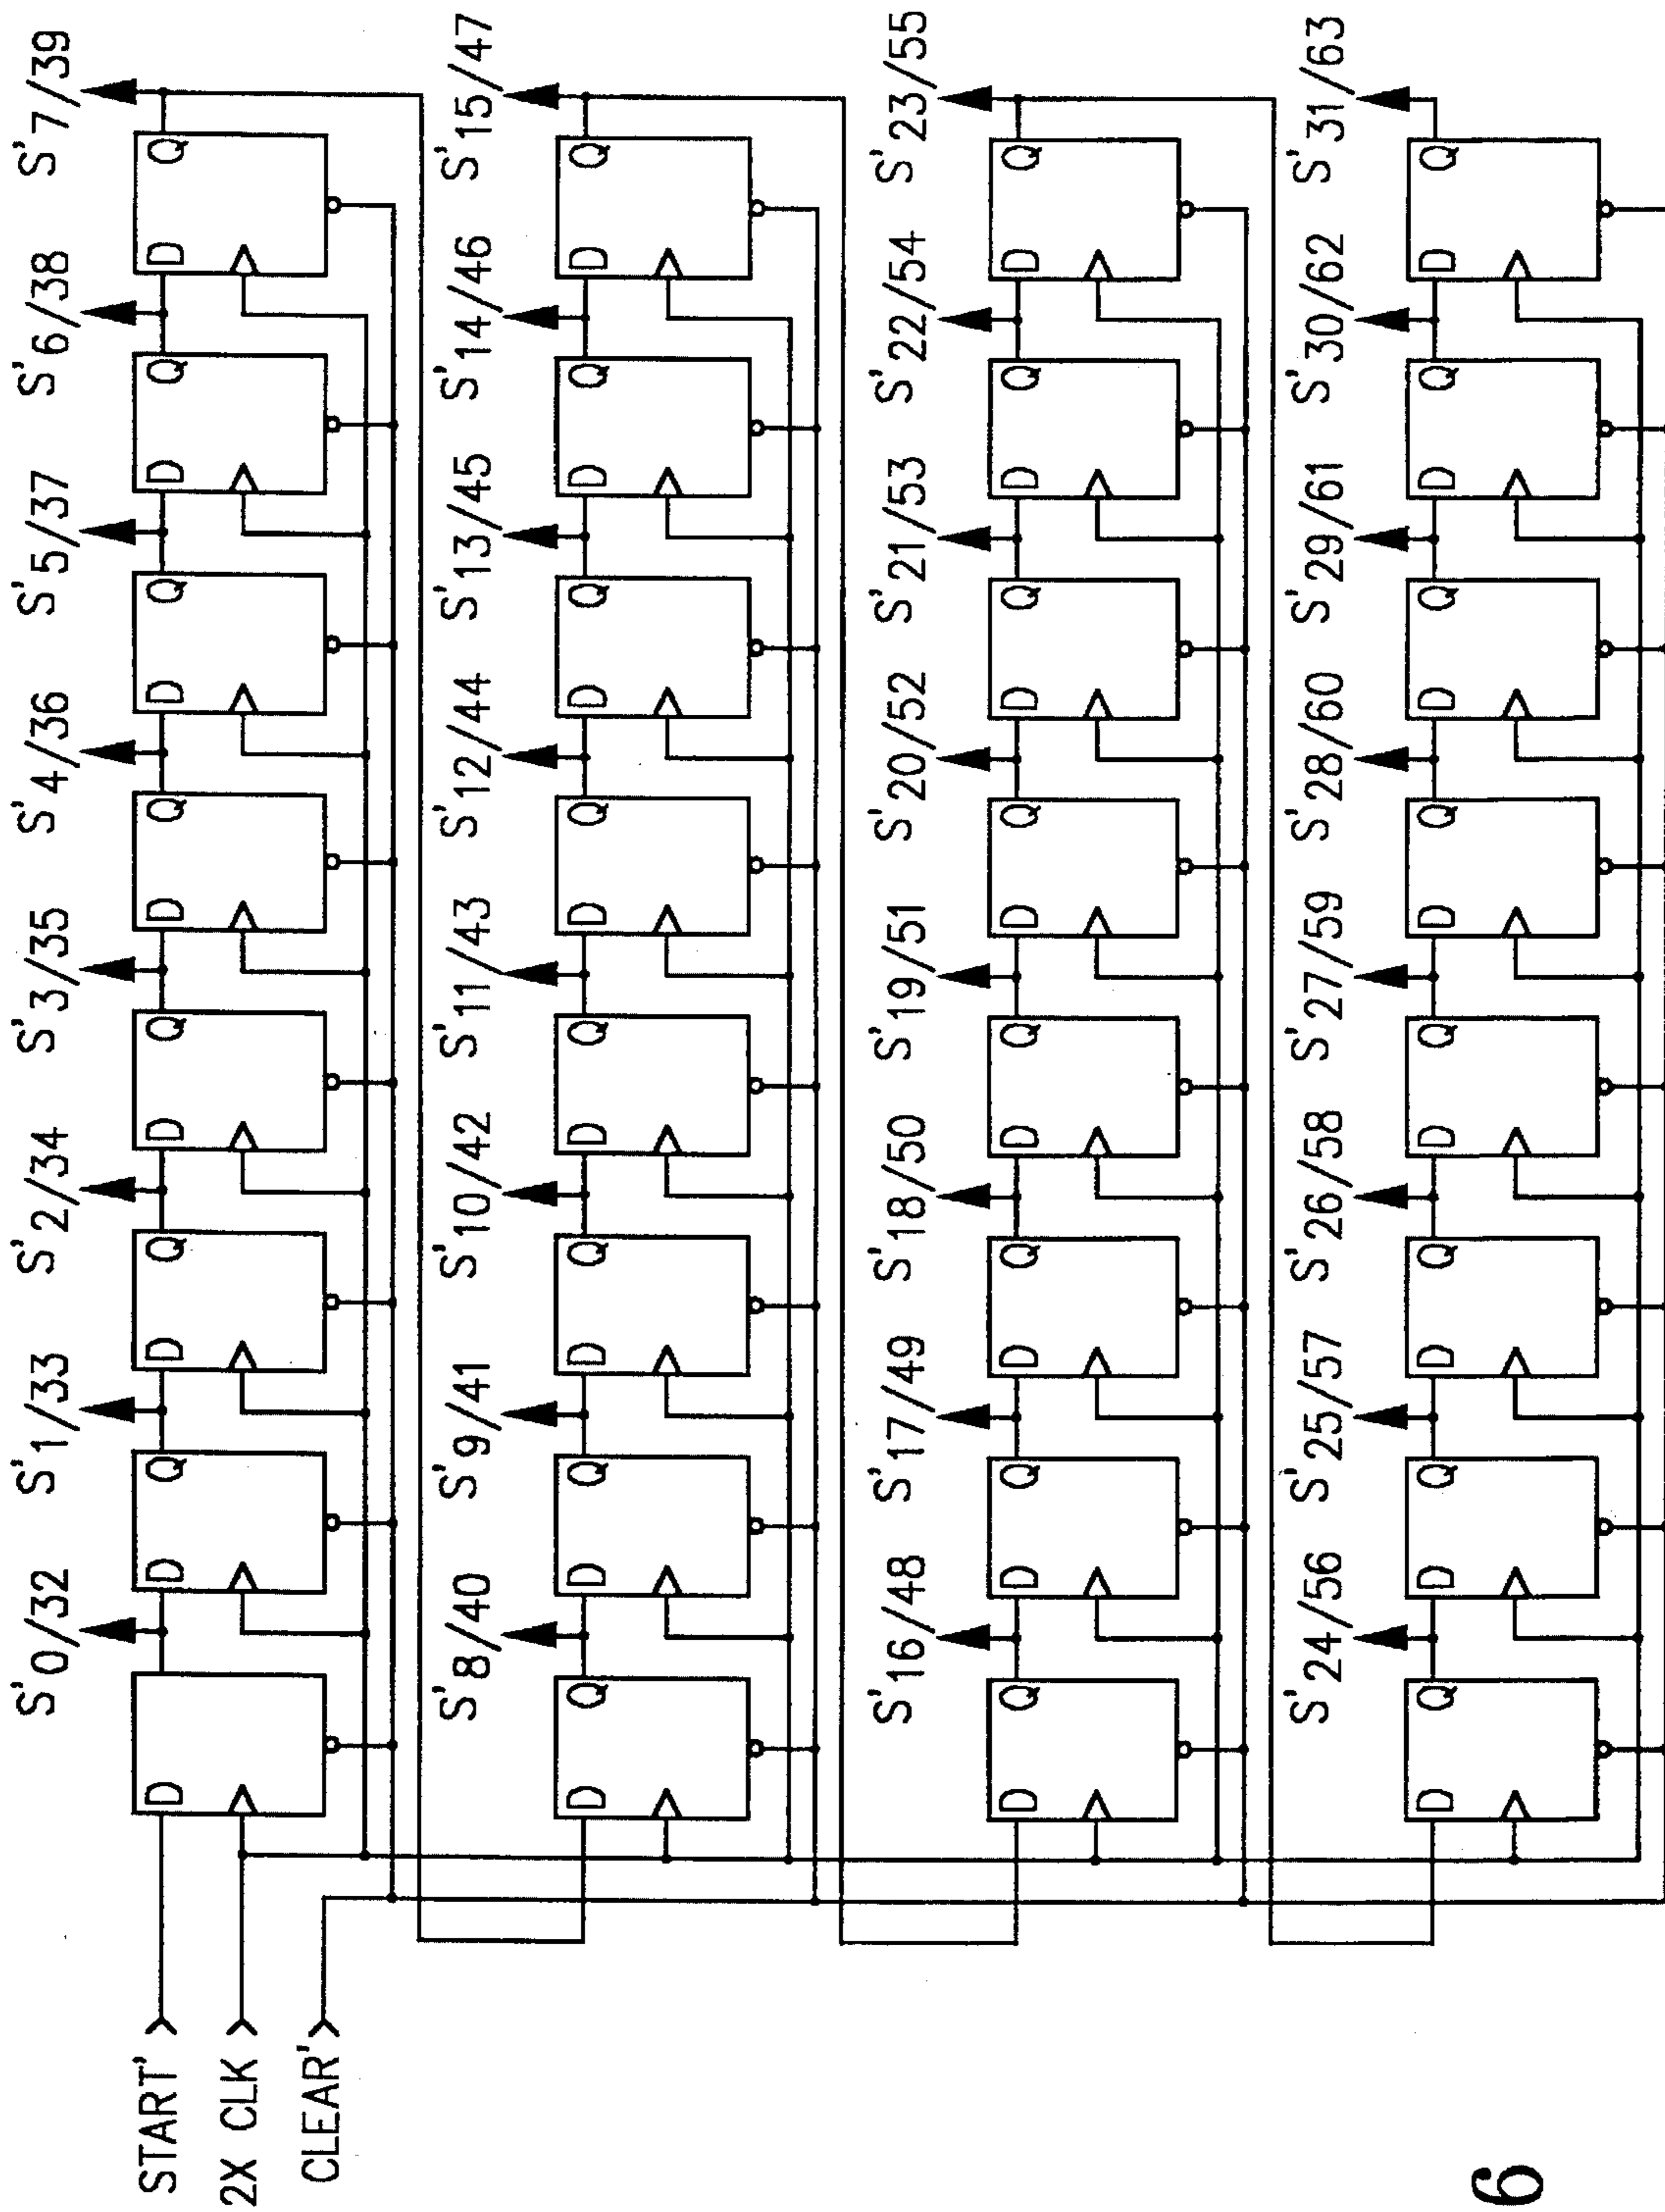 S'0/32 S'1/33 S'2/34 S'3/35 S'4/36 S'5/37 S'6/38 S'7/39
START' D Q D Q D Q D Q D Q D Q D Q D Q
2X CLK
CLEAR'
S'8/40 S'9/41 S'10/42 S'11/43 S'12/44 S'13/45 S'14/46 S'15/47
D Q D Q D Q D Q D Q D Q D Q D Q
S'16/48 S'17/49 S'18/50 S'19/51 S'20/52 S'21/53 S'22/54 S'23/55
D Q D Q D Q D Q D Q D Q D Q D Q
S'24/56 S'25/57 S'26/58 S'27/59 S'28/60 S'29/61 S'30/62 S'31/63
D Q D Q D Q D Q D Q D Q D Q D Q
6